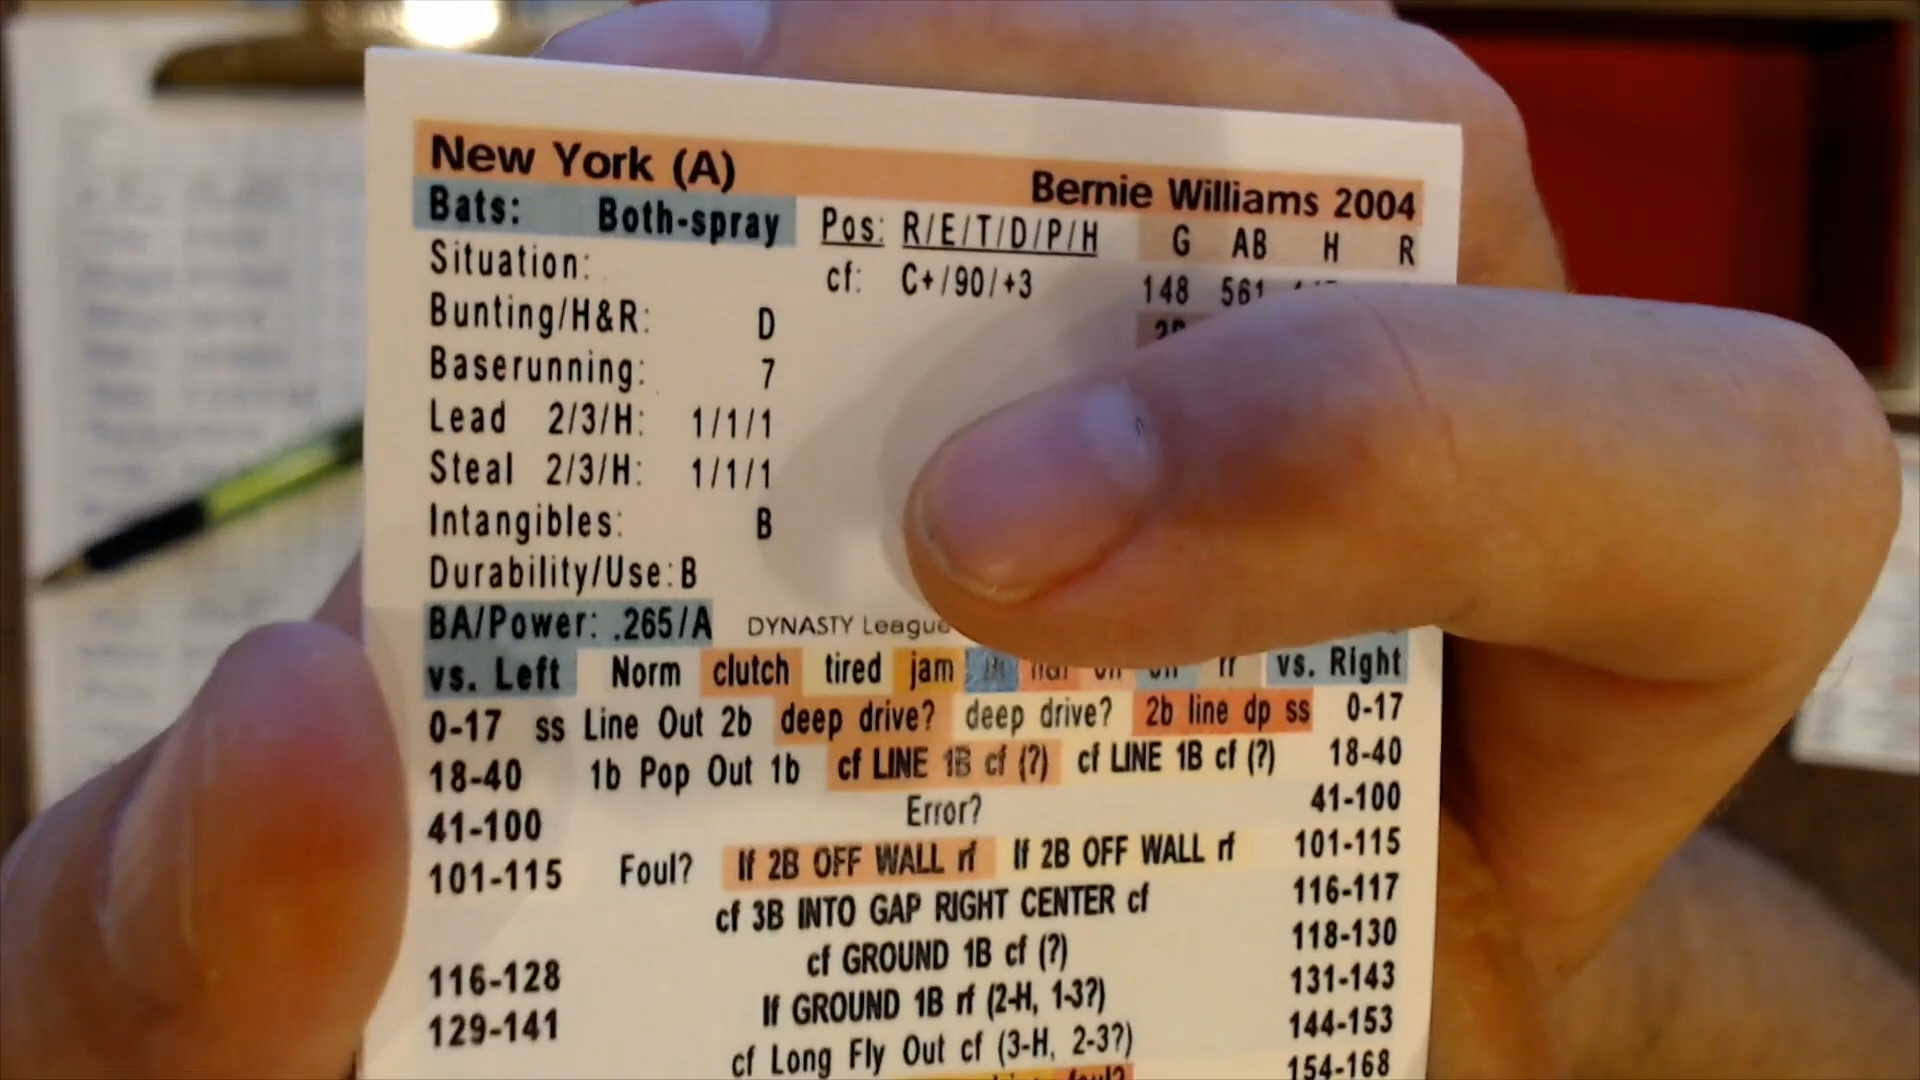 New York (A) Bernie Williams 2004
Bats: Both-spray Pos: R/E/T/D/P/H G AB H R
Situation: cf: C+/90/+3 148 561
Bunting/H&R: D
Baserunning: 7
Lead 2/3/H: 1/1/1
Steal 2/3/H: 1/1/1
Intangibles: B
Durability/Use: B
BA/Power: .265/A DYNASTY League
vs. Left Norm clutch tired jam rr vs. Right
0-17 ss Line Out 2b deep drive? deep drive? 2b line dp ss 0-17
18-40 1b Pop Out 1b cf LINE 1B cf (?) cf LINE 1B cf (?) 18-40
41-100 Error? 41-100
101-115 Foul? lf 2B OFF WALL rf lf 2B OFF WALL rf 101-115
cf 3B INTO GAP RIGHT CENTER cf 116-117
116-128 cf GROUND 1B cf (?) 118-130
129-141 lf GROUND 1B rf (2-H, 1-3?) 131-143
cf Long Fly Out cf (3-H, 2-3?) 144-153
154-168